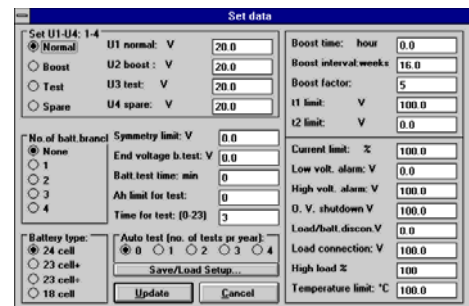 Set data
Set U1-U4: 1-4
Normal
Boost
Test
Spare
U1 normal: V 20.0
U2 boost : V 20.0
U3 test: V 20.0
U4 spare: V 20.0
No.of batt.brancl
None
1
2
3
4
Symmetry limit: V 0.0
End voltage b.test: V 0.0
Batt.test time: min 0
Ah limit for test: 0
Time for test: (0-23) 3
Battery type:
24 cell
23 cell+
23 cell-
18 cell
Auto test (no. of tests pr year):
0 1 2 3 4
Save/Load Setup...
Update Cancel
Boost time: hour 0.0
Boost interval:weeks 16.0
Boost factor: 5
t1 limit: V 100.0
t2 limit: V 0.0
Current limit: % 100.0
Low volt. alarm: V 0.0
High volt. alarm: V 100.0
O. V. shutdown V 100.0
Load/batt.discon.V 0.0
Load connection: V 100.0
High load % 100
Temperature limit: °C 100.0